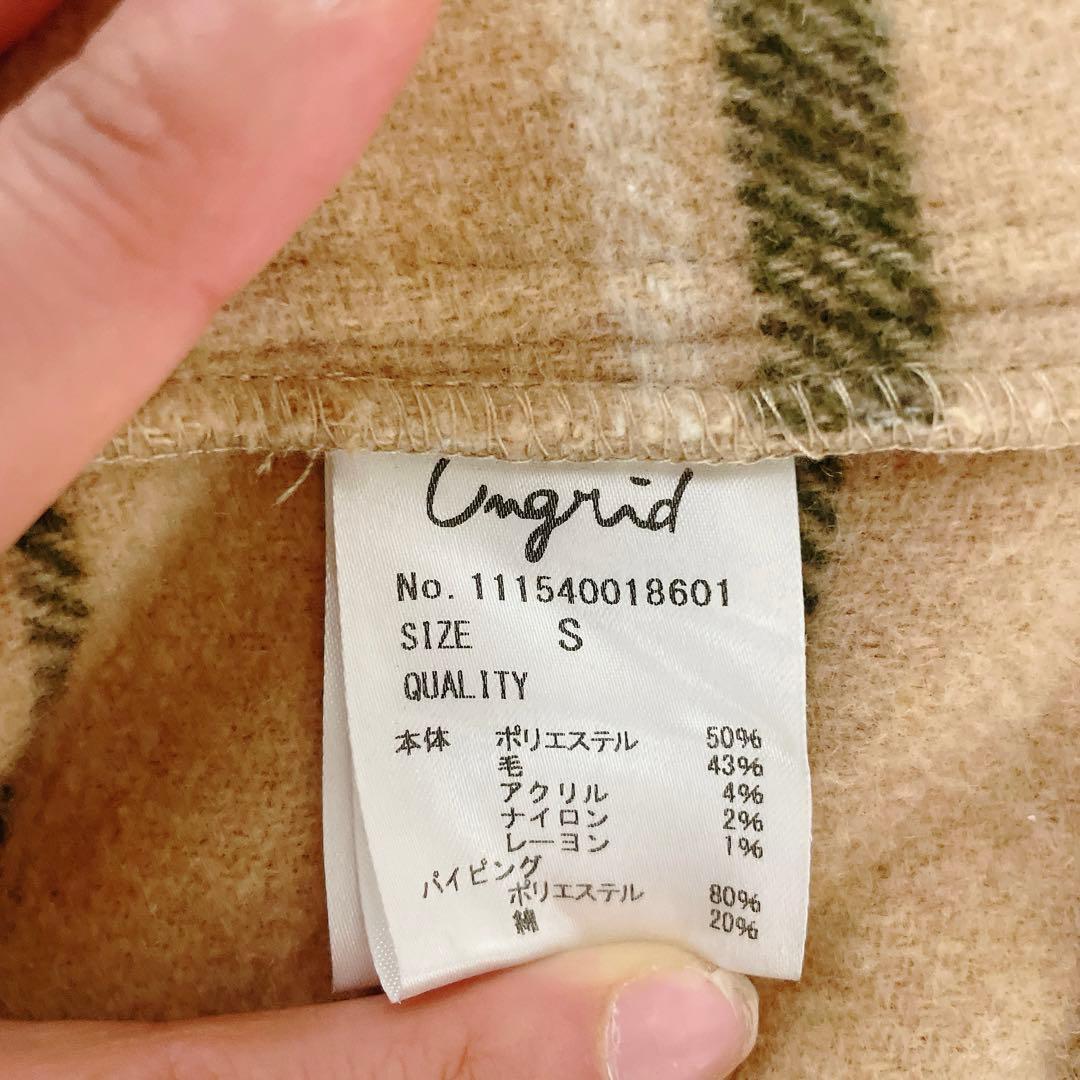 Ungrid
No. 111540018601
SIZE S
QUALITY
本体 ポリエステル 50%
毛 43%
アクリル 4%
ナイロン 2%
レーヨン 1%
パイピング
ポリエステル 80%
綿 20%